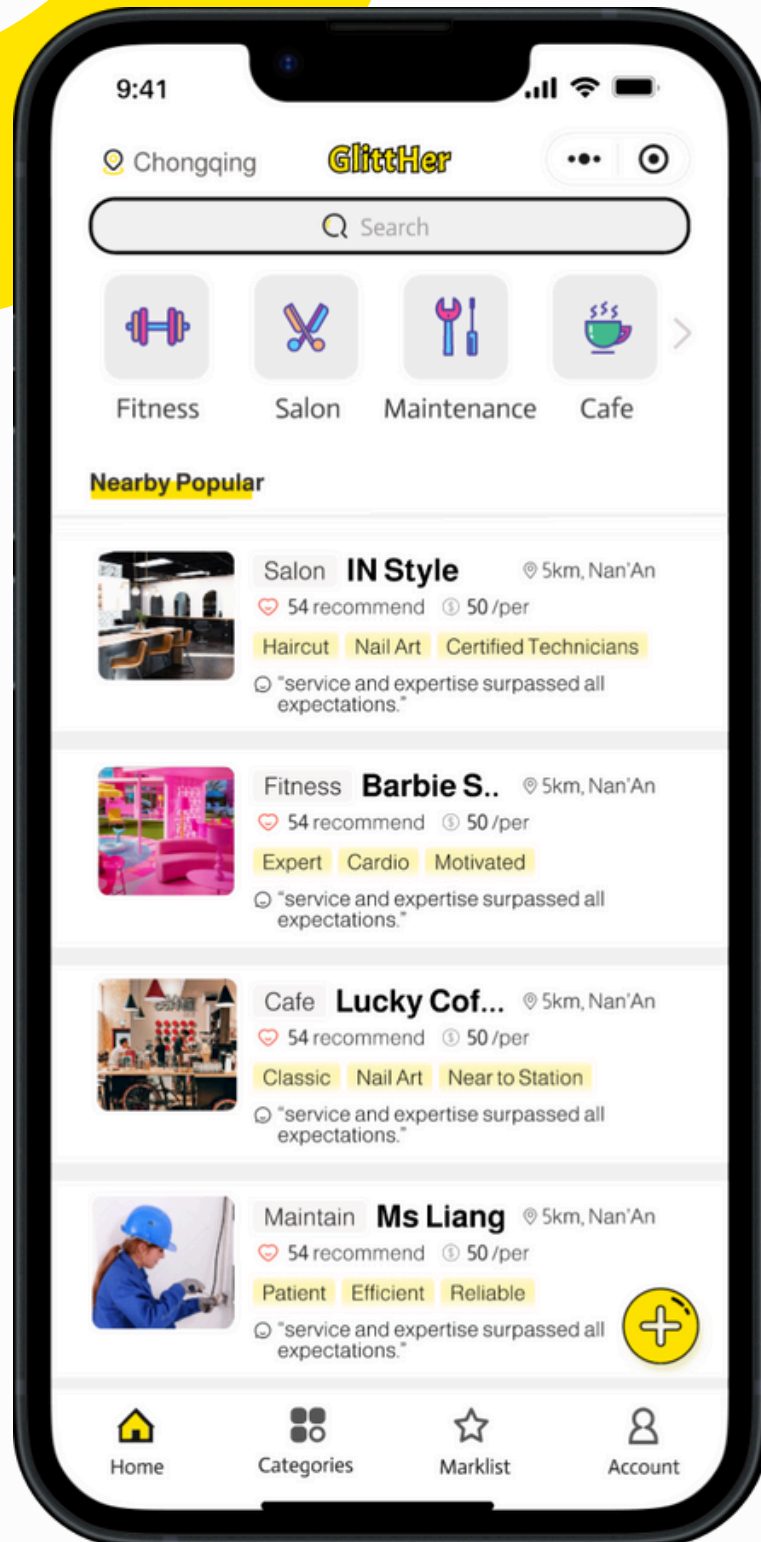 9:41
Chongqing
GlittHer
Search
Fitness
Salon
Maintenance
Cafe
Nearby Popular
Salon IN Style 5km, Nan'An
54 recommend 50 /per
Haircut Nail Art Certified Technicians
"service and expertise surpassed all
expectations."
Fitness Barbie S.. 5km, Nan'An
54 recommend 50 /per
Expert Cardio Motivated
"service and expertise surpassed all
expectations."
Cafe Lucky Cof... 5km, Nan'An
54 recommend 50 /per
Classic Nail Art Near to Station
"service and expertise surpassed all
expectations."
Maintain Ms Liang 5km, Nan'An
54 recommend 50 /per
Patient Efficient Reliable
"service and expertise surpassed all
expectations."
Home
Categories
Marklist
Account